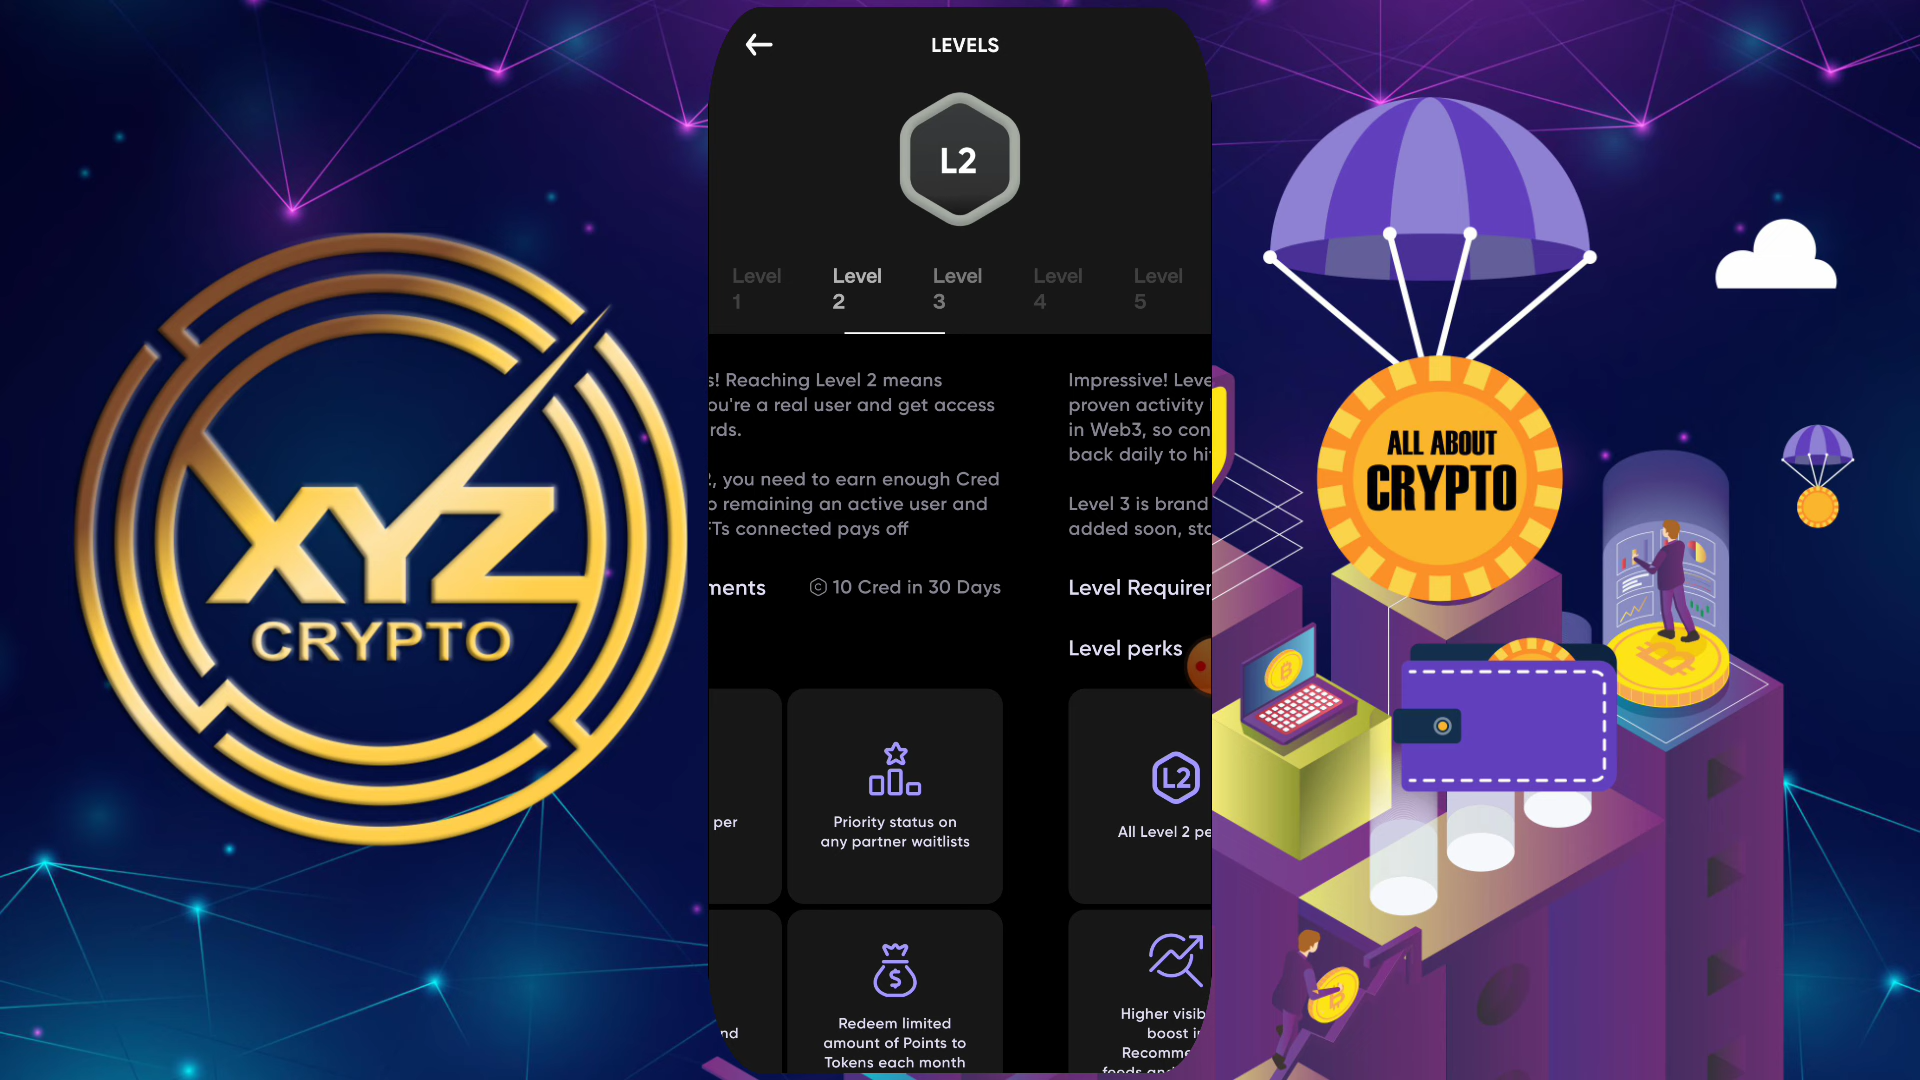 XYZ
CRYPTO
LEVELS
L2
Level
1
Level
2
Level
3
Level
4
Level
5
s! Reaching Level 2 means
ou're a real user and get access
rds.
2, you need to earn enough Cred
o remaining an active user and
FTs connected pays off
ments
10 Cred in 30 Days
per
Priority status on
any partner waitlists
nd
Redeem limited
amount of Points to
Tokens each month
Impressive! Leve
proven activity
in Web3, so con
back daily to hi
Level 3 is brand
added soon, sta
Level Requirem
Level perks
L2
All Level 2 pe
Higher visib
boost i
Recomme
feeds and
ALL ABOUT
CRYPTO